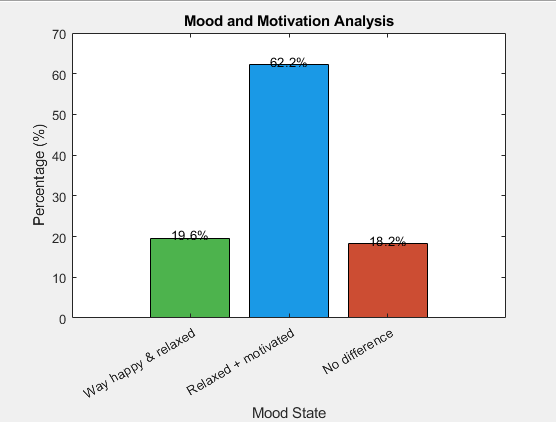 Mood and Motivation Analysis
70
60
50
40
30
20
10
0
Percentage (%)
19.6%
62.2%
18.2%
Way happy & relaxed
Relaxed + motivated
No difference
Mood State